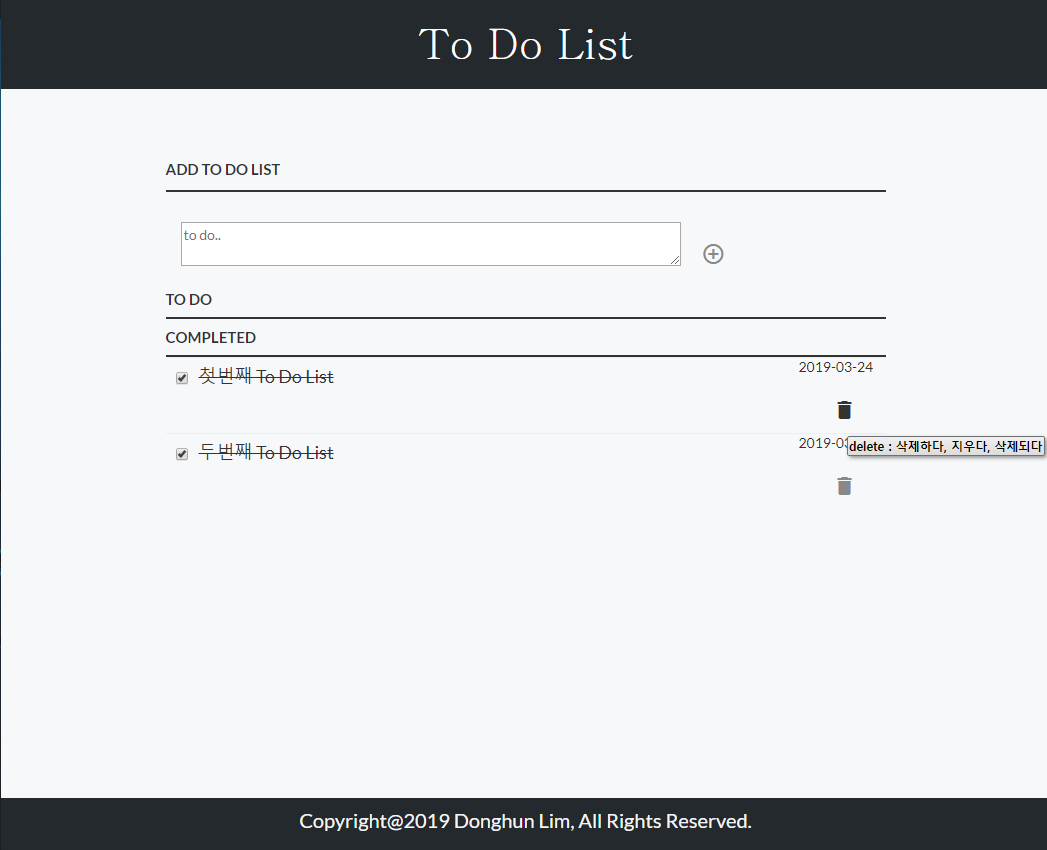 To Do List
ADD TO DO LIST
to do..
TO DO
COMPLETED
첫번째 To Do List
2019-03-24
두번째 To Do List
2019-03
delete : 삭제하다, 지우다, 삭제되다
Copyright@2019 Donghun Lim, All Rights Reserved.